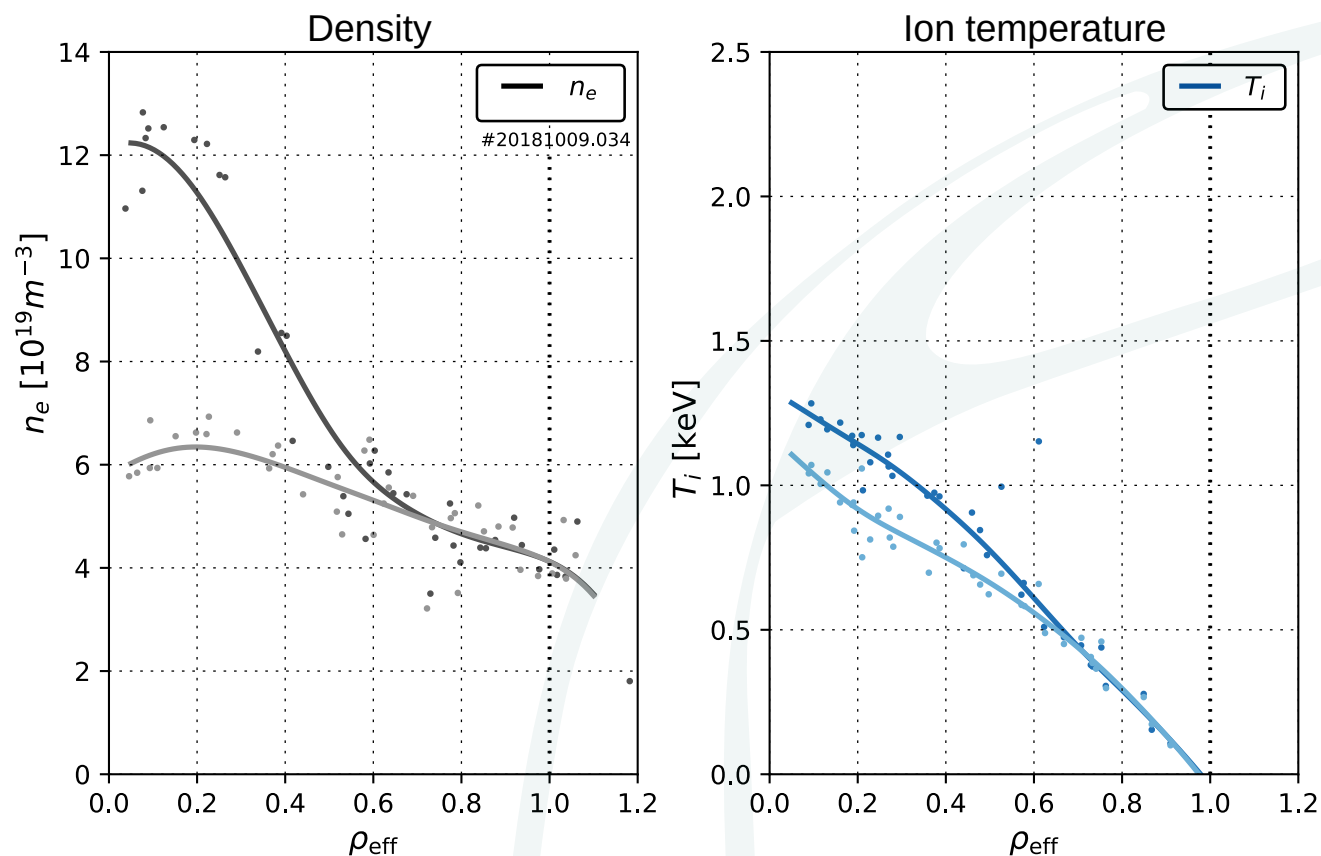 Density
n_e
#20181009.034
n_e [10^{19}m^{-3}]
14
12
10
8
6
4
2
0
0.0 0.2 0.4 0.6 0.8 1.0 1.2
ρ_eff
Ion temperature
T_i
T_i [keV]
2.5
2.0
1.5
1.0
0.5
0.0
0.0 0.2 0.4 0.6 0.8 1.0 1.2
ρ_eff